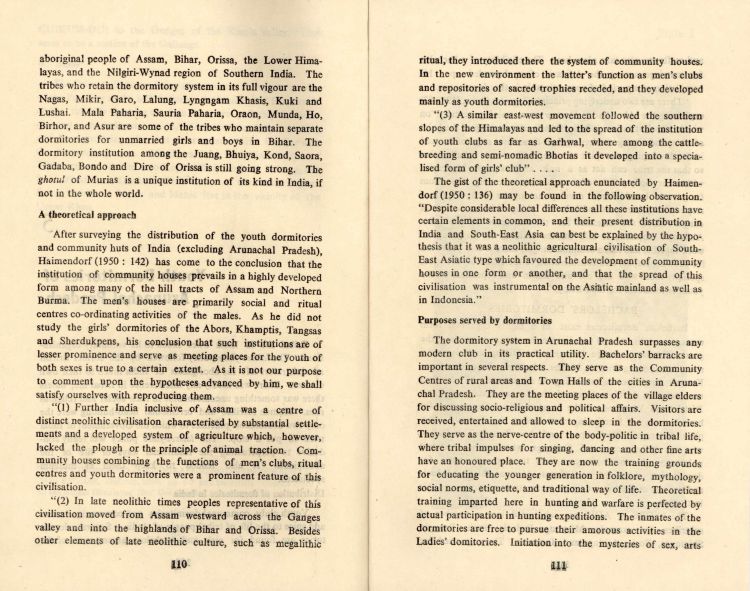 aboriginal people of Assam, Bihar, Orissa, the Lower Hima-
layas, and the Nilgiri-Wynad region of Southern India. The
tribes who retain the dormitory system in its full vigour are the
Nagas, Mikir, Garo, Lalung, Lyngngam Khasis, Kuki and
Lushai. Mala Paharia, Sauria Paharia, Oraon, Munda, Ho,
Birhor, and Asur are some of the tribes who maintain separate
dormitories for unmarried girls and boys in Bihar. The
dormitory institution among the Juang, Bhuiya, Kond, Saora,
Gadaba, Bondo and Dire of Orissa is still going strong. The
ghotul of Murias is a unique institution of its kind in India, if
not in the whole world.
A theoretical approach
After surveying the distribution of the youth dormitories
and community huts of India (excluding Arunachal Pradesh),
Haimendorf (1950 : 142) has come to the conclusion that the
institution of community houses prevails in a highly developed
form among many of the hill tracts of Assam and Northern
Burma. The men's houses are primarily social and ritual
centres co-ordinating activities of the males. As he did not
study the girls' dormitories of the Abors, Khamptis, Tangsas
and Sherdukpens, his conclusion that such institutions are of
lesser prominence and serve as meeting places for the youth of
both sexes is true to a certain extent. As it is not our purpose
to comment upon the hypotheses advanced by him, we shall
satisfy ourselves with reproducing them.
"(1) Further India inclusive of Assam was a centre of
distinct neolithic civilisation characterised by substantial settle-
ments and a developed system of agriculture which, however,
lacked the plough or the principle of animal traction. Com-
munity houses combining the functions of men's clubs, ritual
centres and youth dormitories were a prominent feature of this
civilisation.
"(2) In late neolithic times peoples representative of this
civilisation moved from Assam westward across the Ganges
valley and into the highlands of Bihar and Orissa. Besides
other elements of late neolithic culture, such as megalithic
110
ritual, they introduced there the system of community houses.
In the new environment the latter's function as men's clubs
and repositories of sacred trophies receded, and they developed
mainly as youth dormitories.
"(3) A similar east-west movement followed the southern
slopes of the Himalayas and led to the spread of the institution
of youth clubs as far as Garhwal, where among the cattle-
breeding and semi-nomadic Bhotias it developed into a specia-
lised form of girls' club" . . . .
The gist of the theoretical approach enunciated by Haimen-
dorf (1950 : 136) may be found in the following observation.
"Despite considerable local differences all these institutions have
certain elements in common, and their present distribution in
India and South-East Asia can best be explained by the hypo-
thesis that it was a neolithic agricultural civilisation of South-
East Asiatic type which favoured the development of community
houses in one form or another, and that the spread of this
civilisation was instrumental on the Asiatic mainland as well as
in Indonesia."
Purposes served by dormitories
The dormitory system in Arunachal Pradesh surpasses any
modern club in its practical utility. Bachelors' barracks are
important in several respects. They serve as the Community
Centres of rural areas and Town Halls of the cities in Aruna-
chal Pradesh. They are the meeting places of the village elders
for discussing socio-religious and political affairs. Visitors are
received, entertained and allowed to sleep in the dormitories.
They serve as the nerve-centre of the body-politic in tribal life,
where tribal impulses for singing, dancing and other fine arts
have an honoured place. They are now the training grounds
for educating the younger generation in folklore, mythology,
social norms, etiquette, and traditional way of life. Theoretical
training imparted here in hunting and warfare is perfected by
actual participation in hunting expeditions. The inmates of the
dormitories are free to pursue their amorous activities in the
Ladies' domitories. Initiation into the mysteries of sex, arts
111